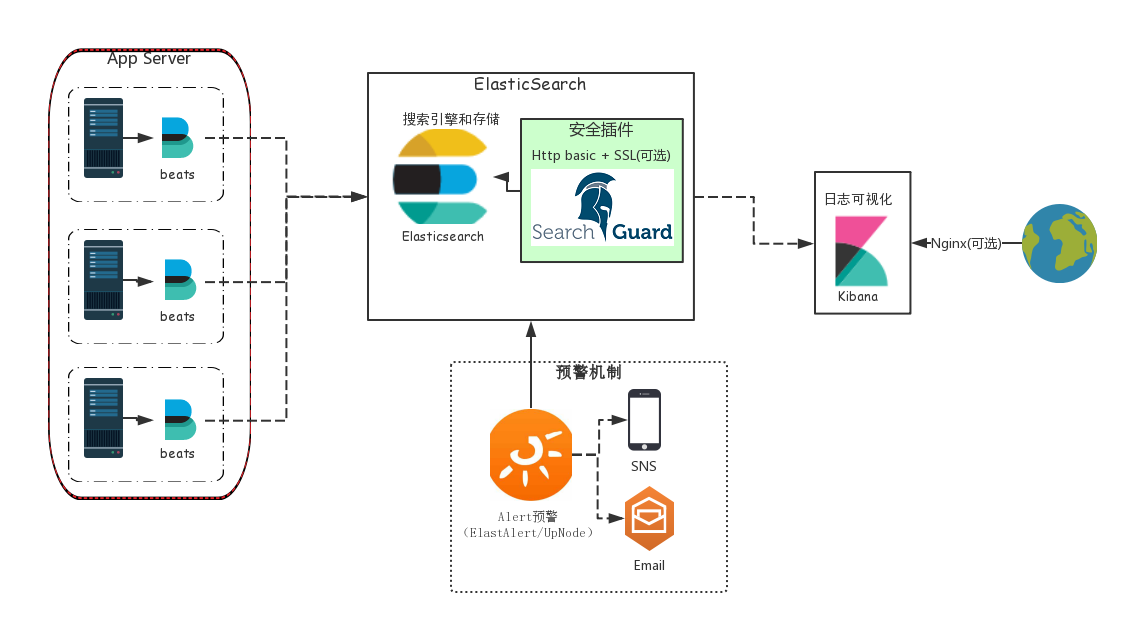 App Server
beats
beats
beats
ElasticSearch
搜索引擎和存储
Elasticsearch
安全插件
Http basic + SSL(可选)
Search Guard
日志可视化
Kibana
Nginx(可选)
预警机制
Alert预警
（ElastAlert/UpNode）
SNS
Email